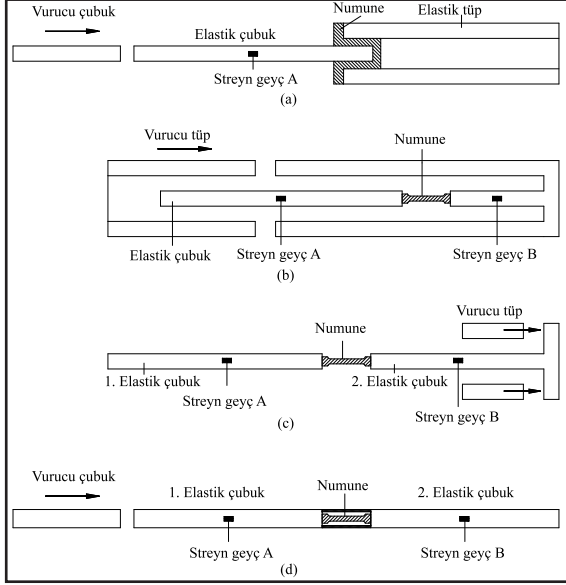 Vurucu çubuk
Numune
Elastik tüp
Elastik çubuk
Streyn geyç A
(a)
Vurucu tüp
Numune
Elastik çubuk
Streyn geyç A
Streyn geyç B
(b)
Vurucu tüp
Numune
1. Elastik çubuk
2. Elastik çubuk
Streyn geyç A
Streyn geyç B
(c)
Vurucu çubuk
1. Elastik çubuk
Numune
2. Elastik çubuk
Streyn geyç A
Streyn geyç B
(d)